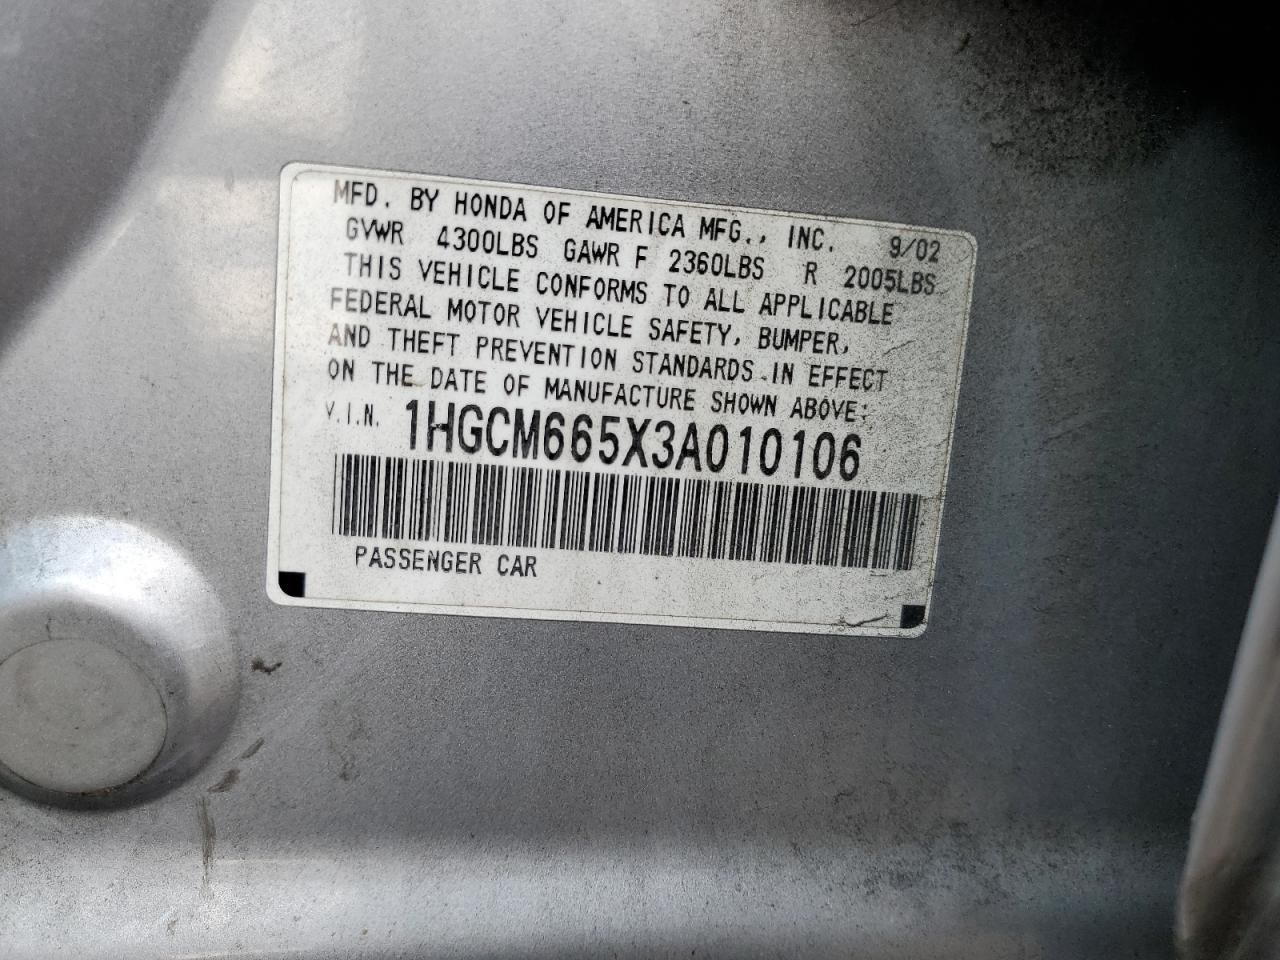 MFD. BY HONDA OF AMERICA MFG., INC. 9/02
GVWR 4300LBS GAWR F 2360LBS R 2005LBS
THIS VEHICLE CONFORMS TO ALL APPLICABLE
FEDERAL MOTOR VEHICLE SAFETY, BUMPER,
AND THEFT PREVENTION STANDARDS IN EFFECT
ON THE DATE OF MANUFACTURE SHOWN ABOVE:
V.I.N. 1HGCM665X3A010106
PASSENGER CAR